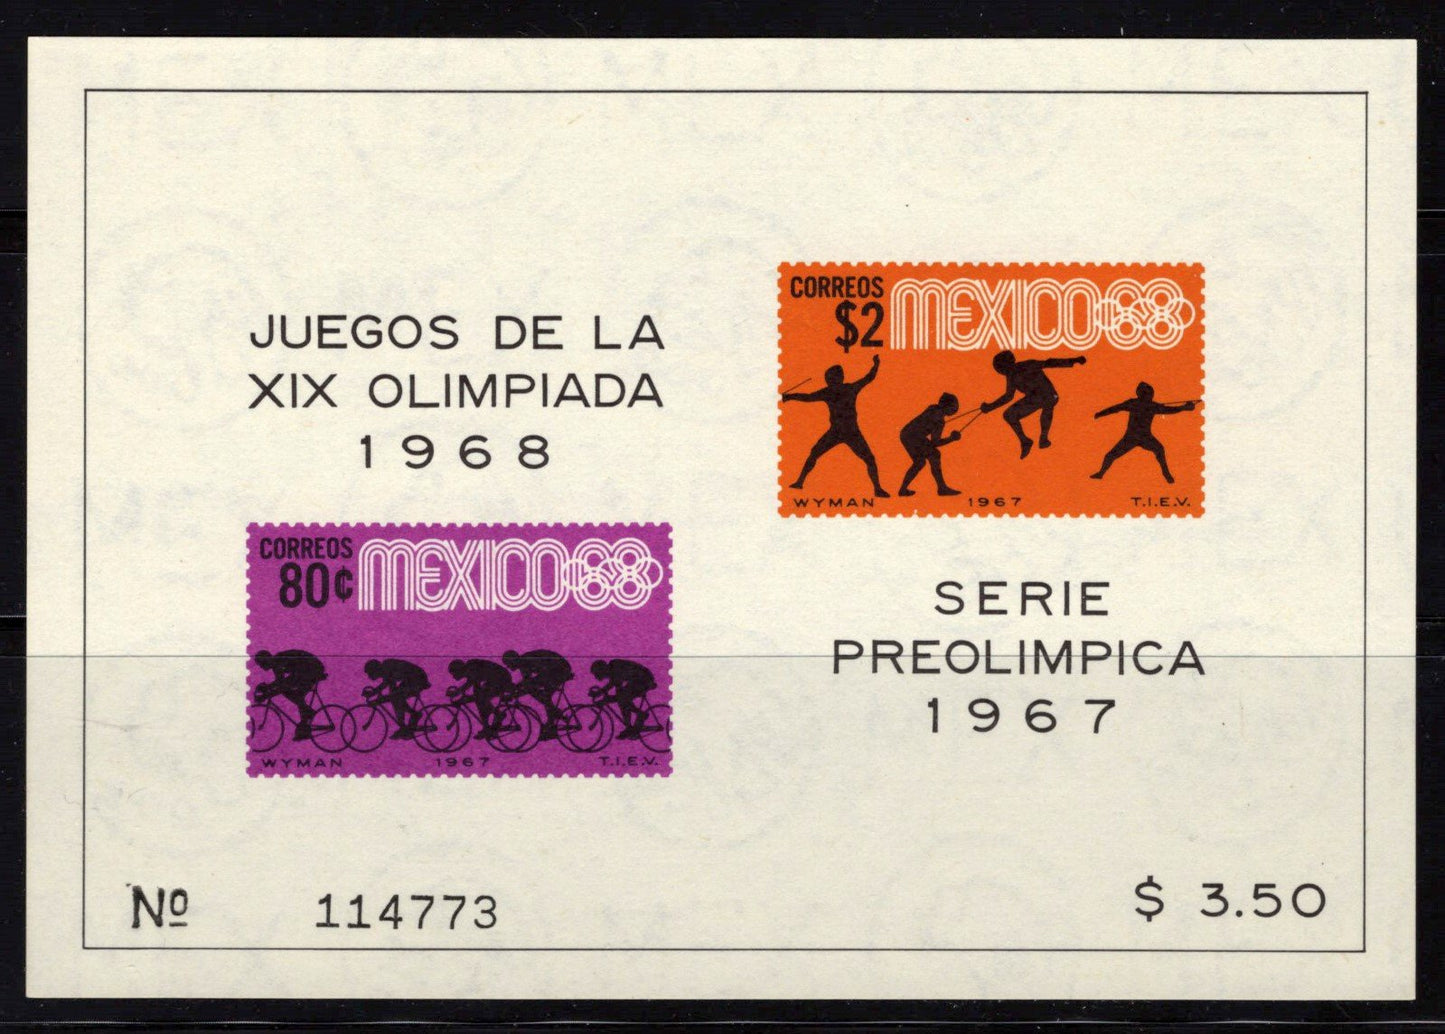 JUEGOS DE LA
XIX OLIMPIADA
1968
CORREOS
80¢
MEXICO68
WYMAN 1967 T.I.E.V.
CORREOS
$2
MEXICO68
WYMAN 1967 T.I.E.V.
SERIE
PREOLIMPICA
1967
Nº 114773
$ 3.50